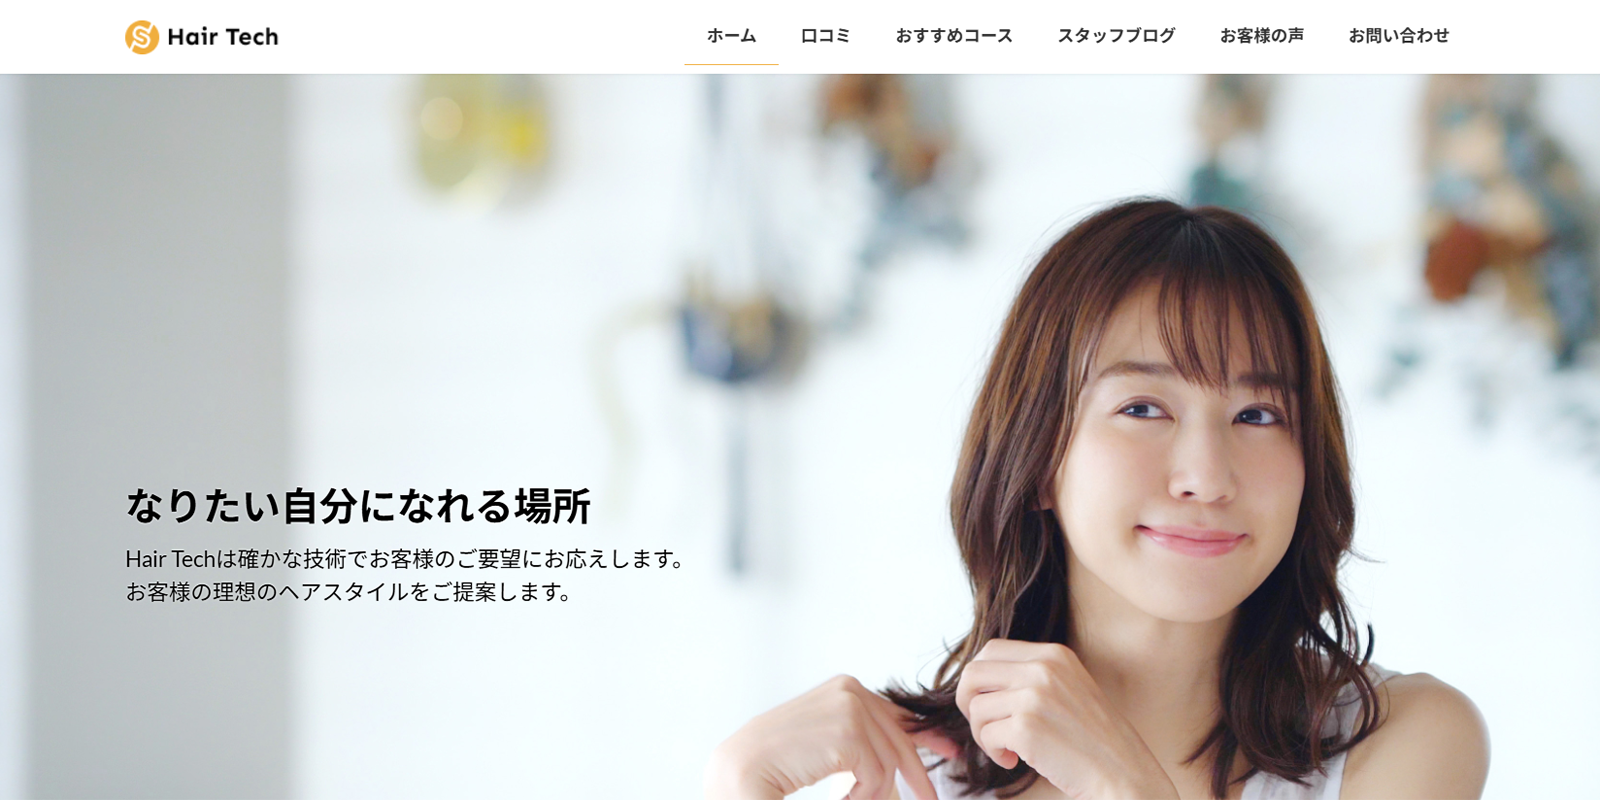 Hair Tech
ホーム 口コミ おすすめコース スタッフブログ お客様の声 お問い合わせ
なりたい自分になれる場所
Hair Techは確かな技術でお客様のご要望にお応えします。
お客様の理想のヘアスタイルをご提案します。